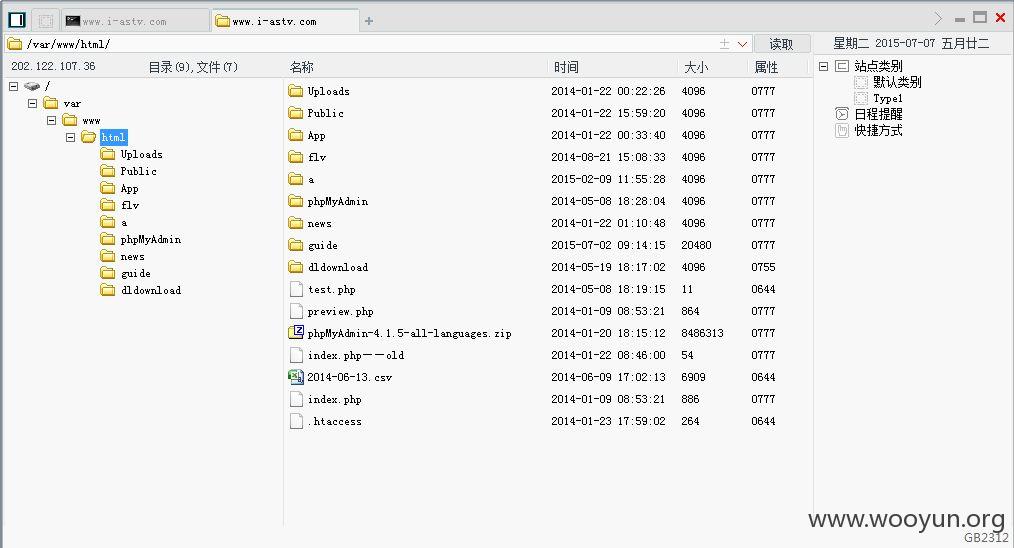 www.i-astv.com www.i-astv.com
/var/www/html/ 读取 星期二 2015-07-07 五月廿二
202.122.107.36 目录(9),文件(7) 名称 时间 大小 属性
/
var
www
html
Uploads
Public
App
flv
a
phpMyAdmin
news
guide
dldownload
Uploads 2014-01-22 00:22:26 4096 0777
Public 2014-01-22 15:59:20 4096 0777
App 2014-01-22 00:33:40 4096 0777
flv 2014-08-21 15:08:33 4096 0777
a 2015-02-09 11:55:28 4096 0777
phpMyAdmin 2014-05-08 18:28:04 4096 0777
news 2014-01-22 01:10:48 4096 0777
guide 2015-07-02 09:14:15 20480 0777
dldownload 2014-05-19 18:17:02 4096 0755
test.php 2014-05-08 18:19:15 11 0644
preview.php 2014-01-09 08:53:21 864 0777
phpMyAdmin-4.1.5-all-languages.zip 2014-01-20 18:15:12 8486313 0777
index.php——old 2014-01-22 08:46:00 54 0777
2014-06-13.csv 2014-06-09 17:02:13 6909 0644
index.php 2014-01-09 08:53:21 886 0777
.htaccess 2014-01-23 17:59:02 264 0644
站点类别
默认类别
Type1
日程提醒
快捷方式
www.wooyun.org
GB2312